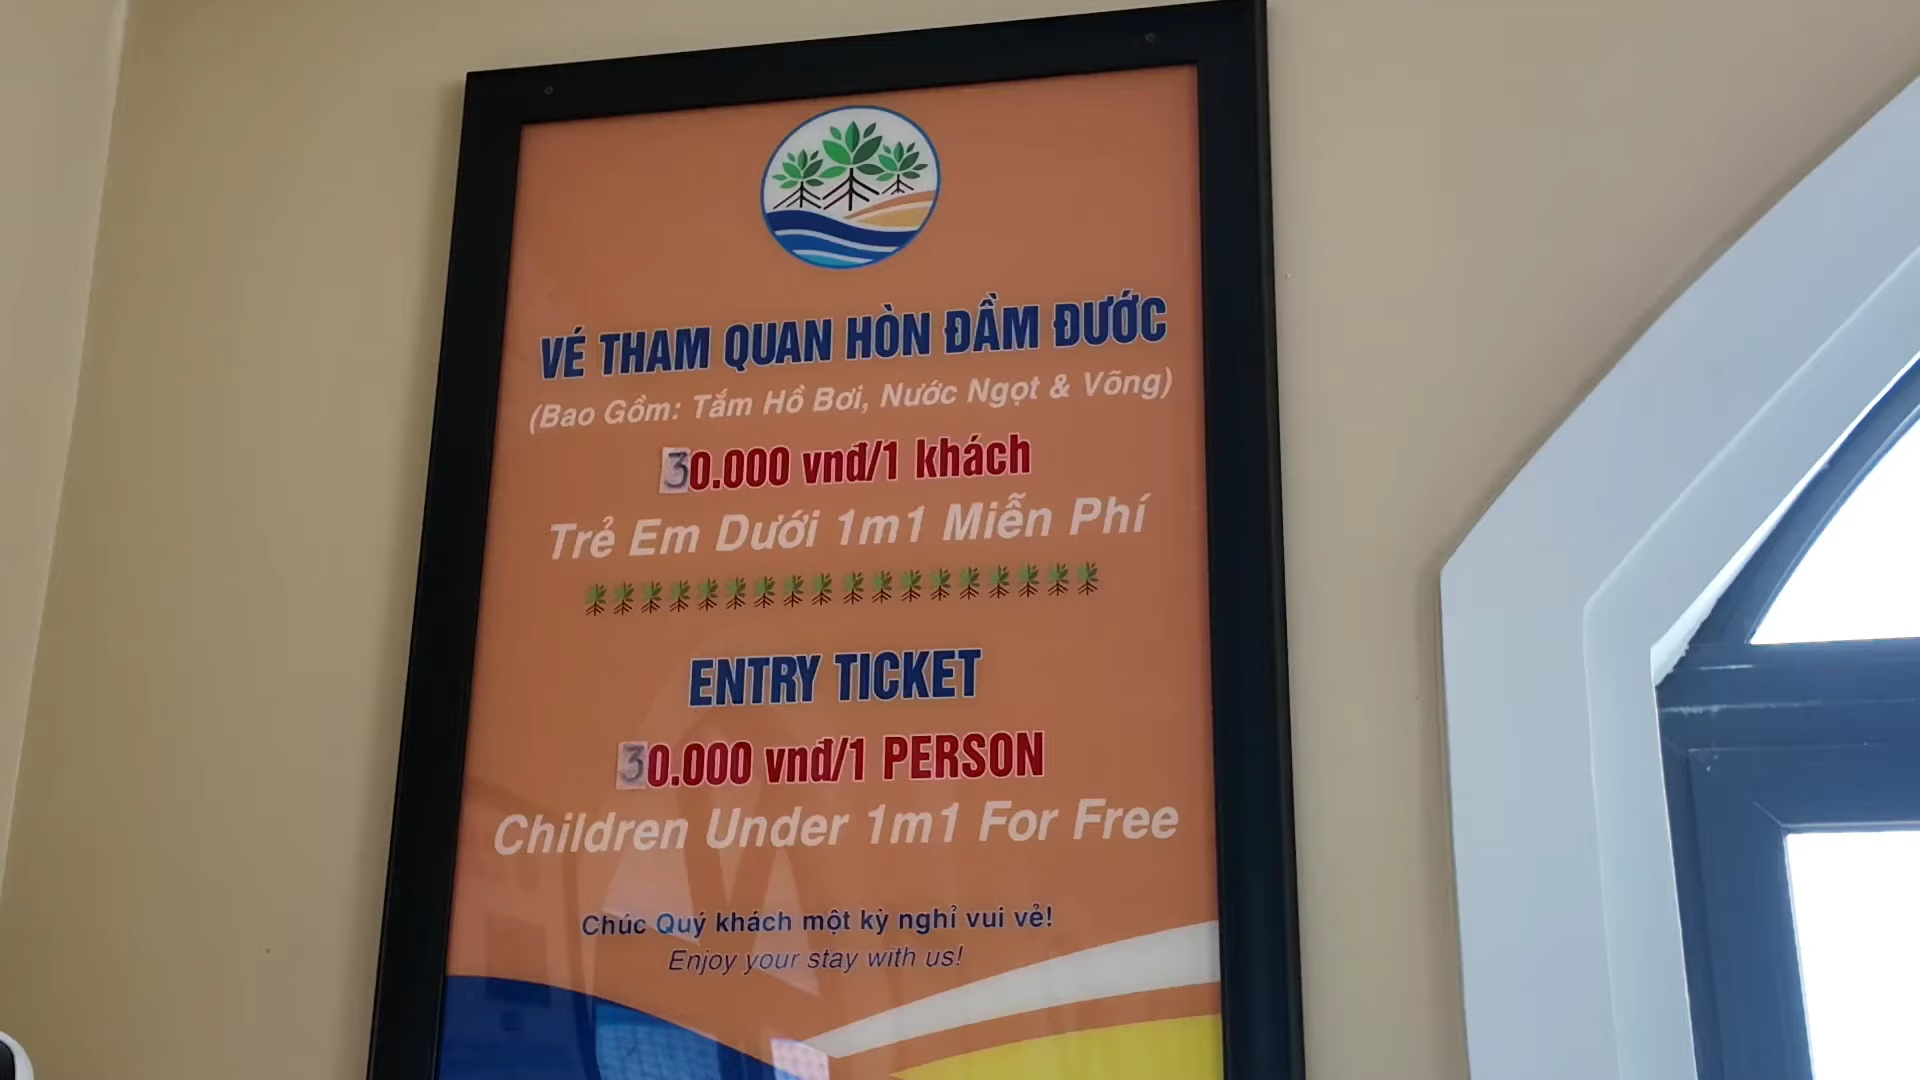 VÉ THAM QUAN HÒN ĐẦM ĐƯỚC
(Bao Gồm: Tắm Hồ Bơi, Nước Ngọt & Võng)
30.000 vnđ/1 khách
Trẻ Em Dưới 1m1 Miễn Phí
ENTRY TICKET
30.000 vnđ/1 PERSON
Children Under 1m1 For Free
Chúc Quý khách một kỳ nghỉ vui vẻ!
Enjoy your stay with us!